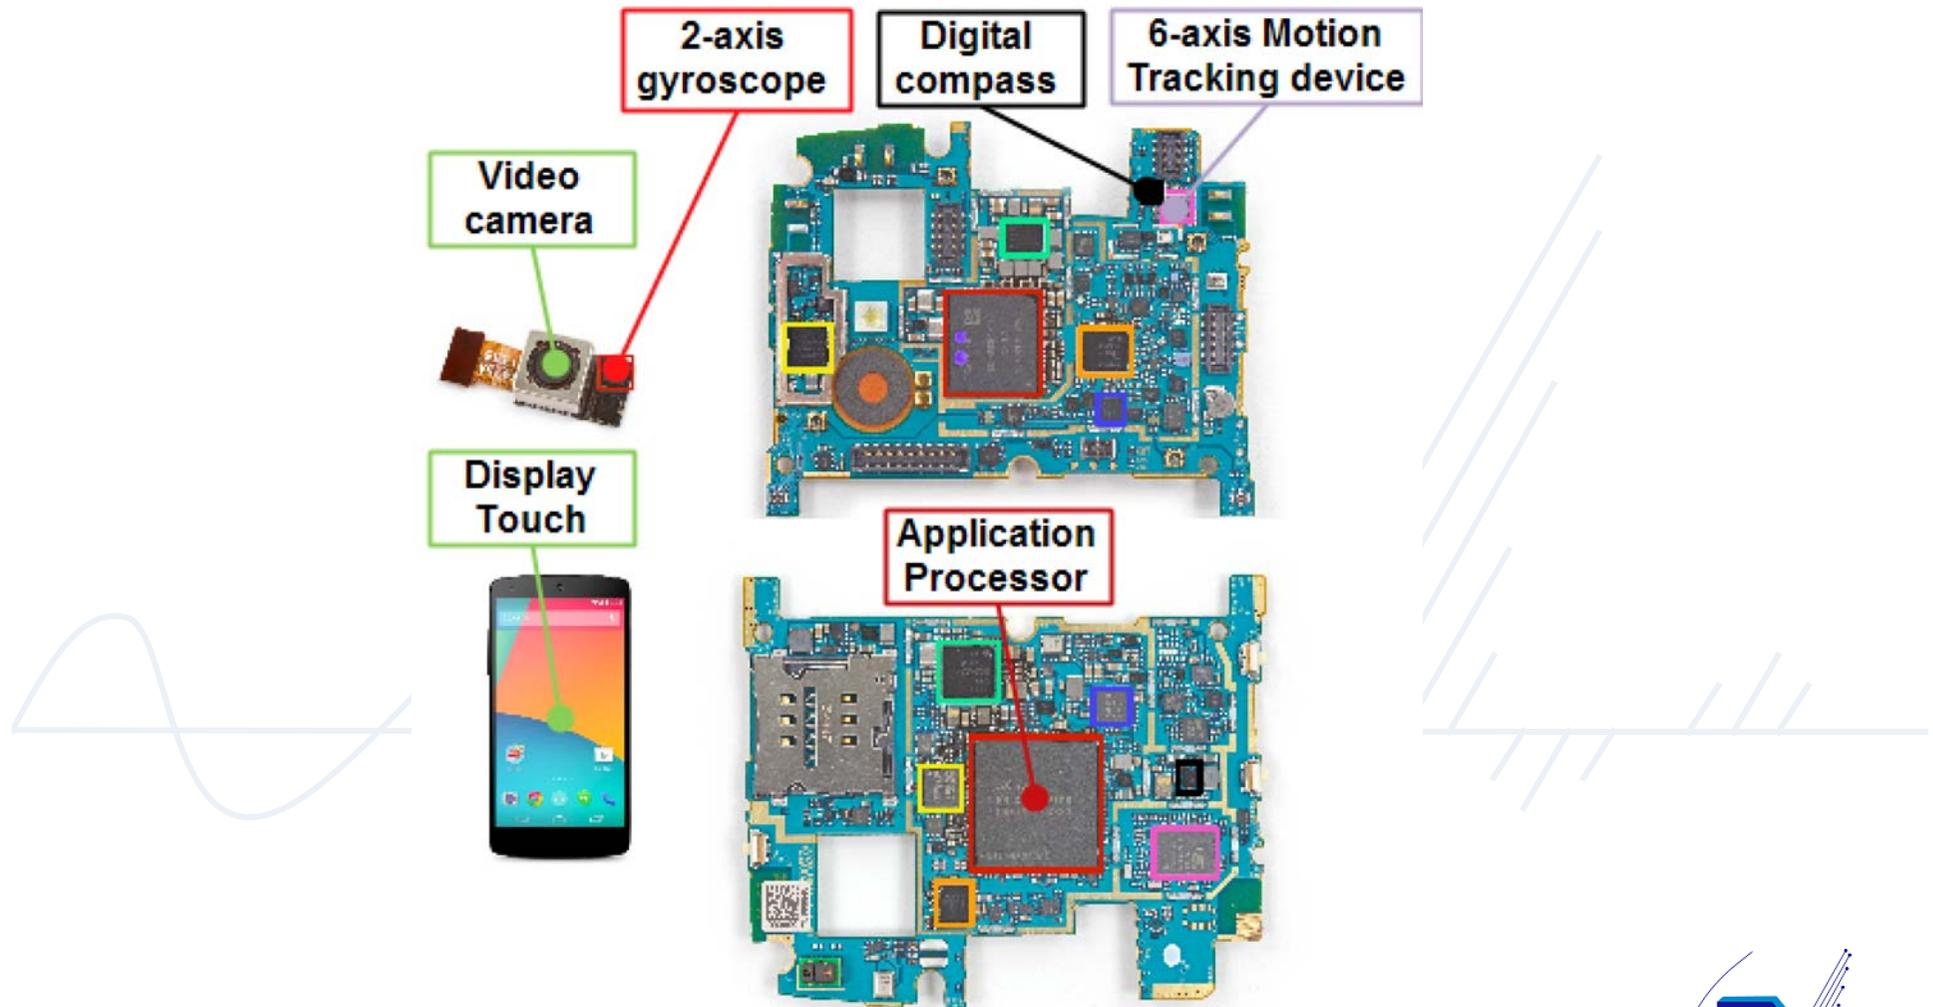 2-axis
gyroscope
Digital
compass
6-axis Motion
Tracking device
Video
camera
Display
Touch
Application
Processor